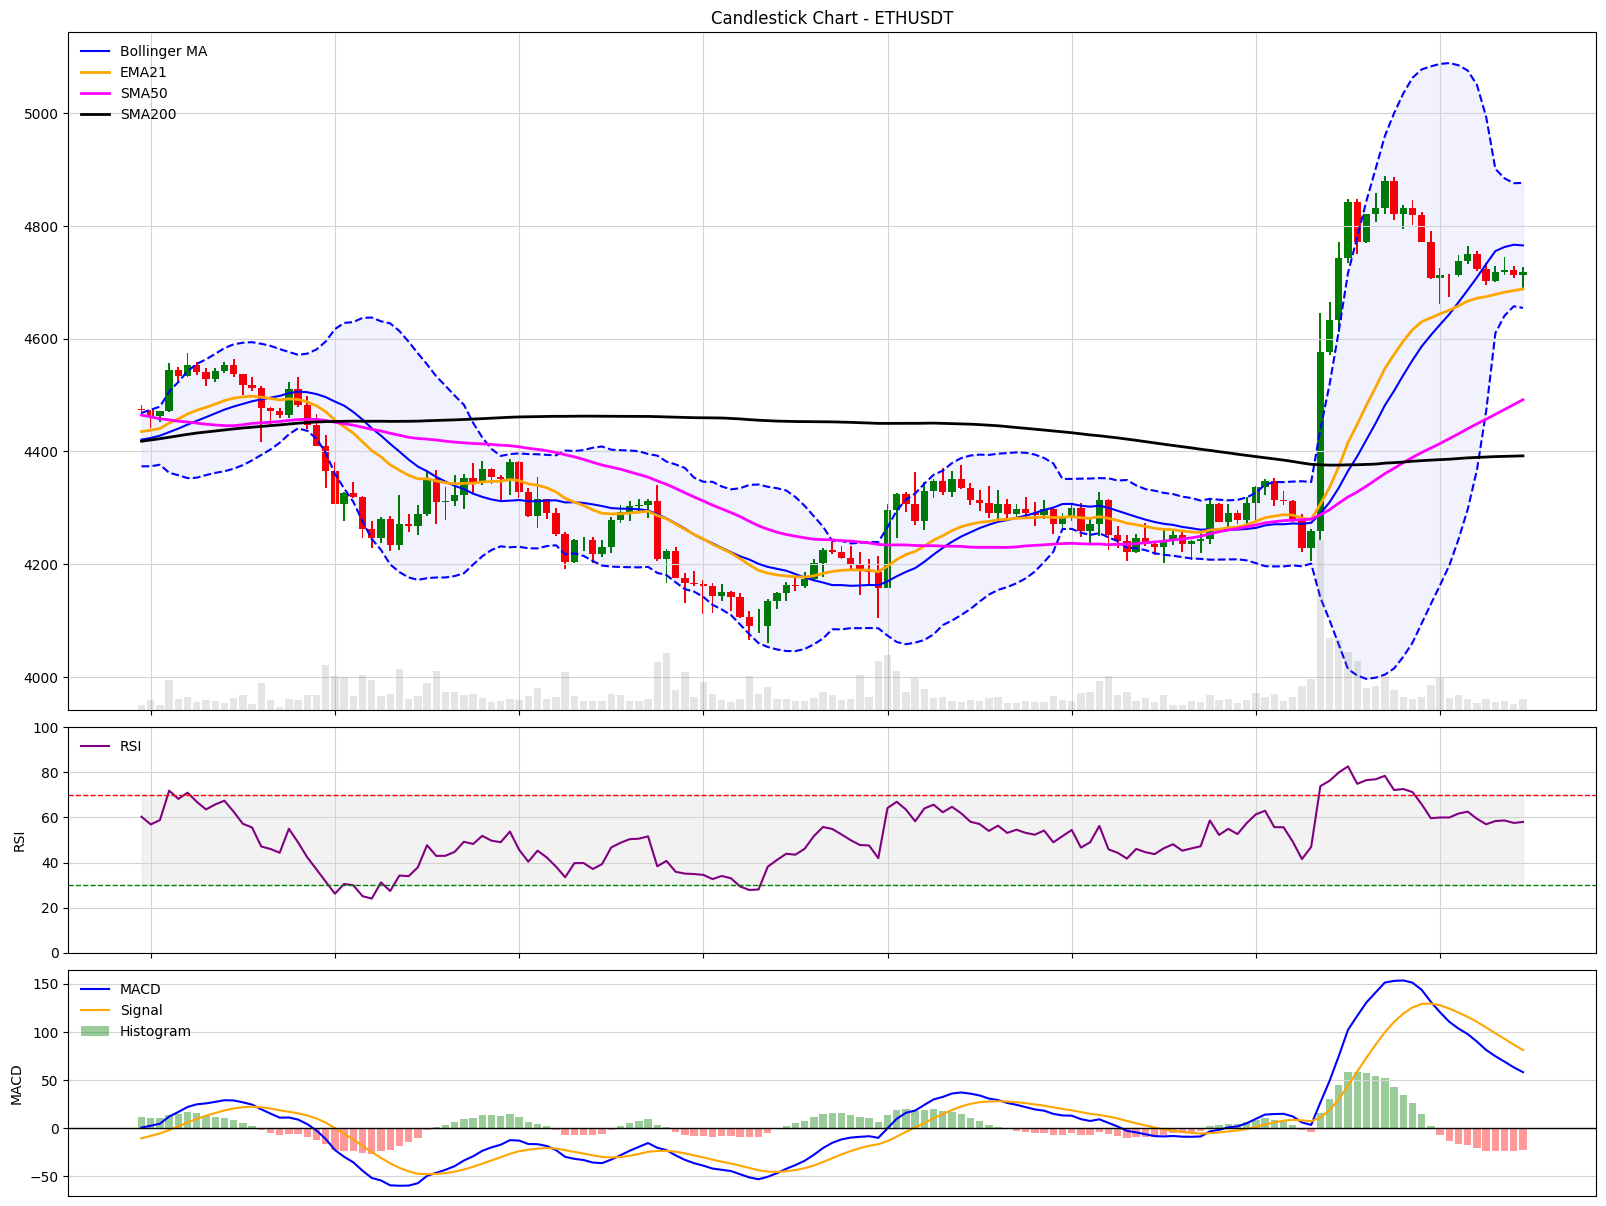 Candlestick Chart - ETHUSDT
Bollinger MA
EMA21
SMA50
SMA200
5000
4800
4600
4400
4200
4000
RSI
100
80
60
40
20
0
RSI
MACD
Signal
Histogram
150
100
50
0
−50
MACD